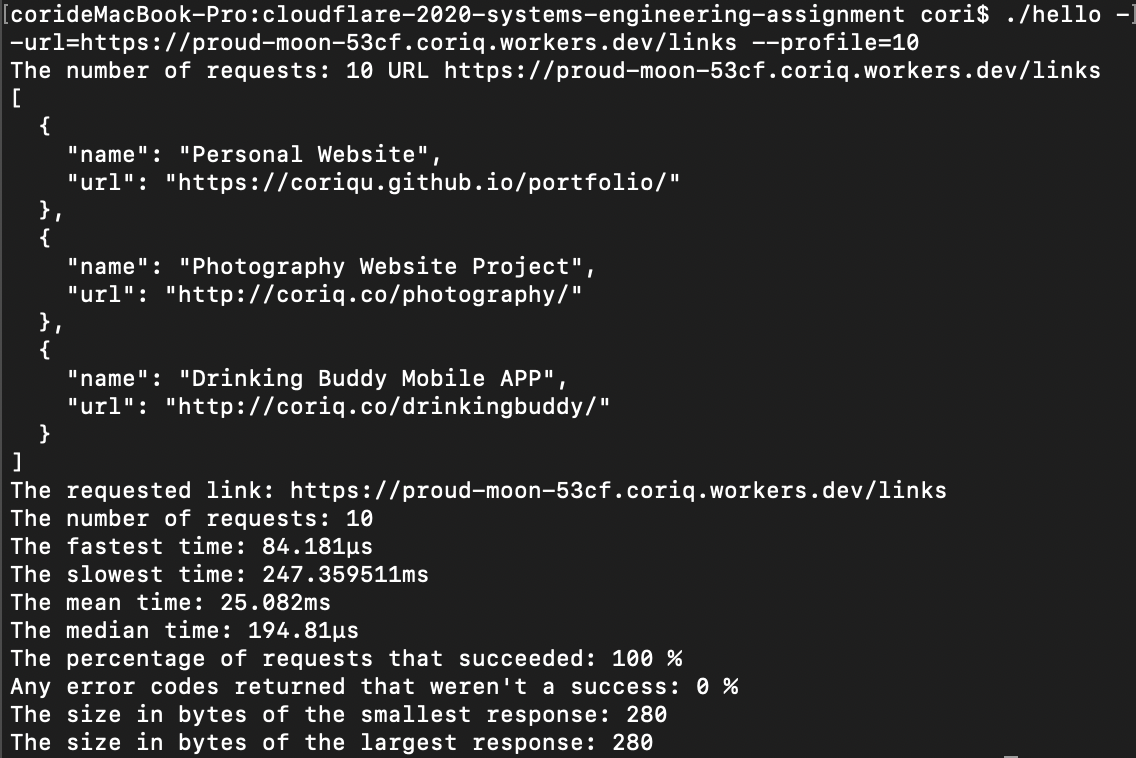 [corideMacBook-Pro:cloudflare-2020-systems-engineering-assignment cori$ ./hello -]
-url=https://proud-moon-53cf.coriq.workers.dev/links --profile=10
The number of requests: 10 URL https://proud-moon-53cf.coriq.workers.dev/links
[
  {
    "name": "Personal Website",
    "url": "https://coriqu.github.io/portfolio/"
  },
  {
    "name": "Photography Website Project",
    "url": "http://coriq.co/photography/"
  },
  {
    "name": "Drinking Buddy Mobile APP",
    "url": "http://coriq.co/drinkingbuddy/"
  }
]
The requested link: https://proud-moon-53cf.coriq.workers.dev/links
The number of requests: 10
The fastest time: 84.181µs
The slowest time: 247.359511ms
The mean time: 25.082ms
The median time: 194.81µs
The percentage of requests that succeeded: 100 %
Any error codes returned that weren't a success: 0 %
The size in bytes of the smallest response: 280
The size in bytes of the largest response: 280